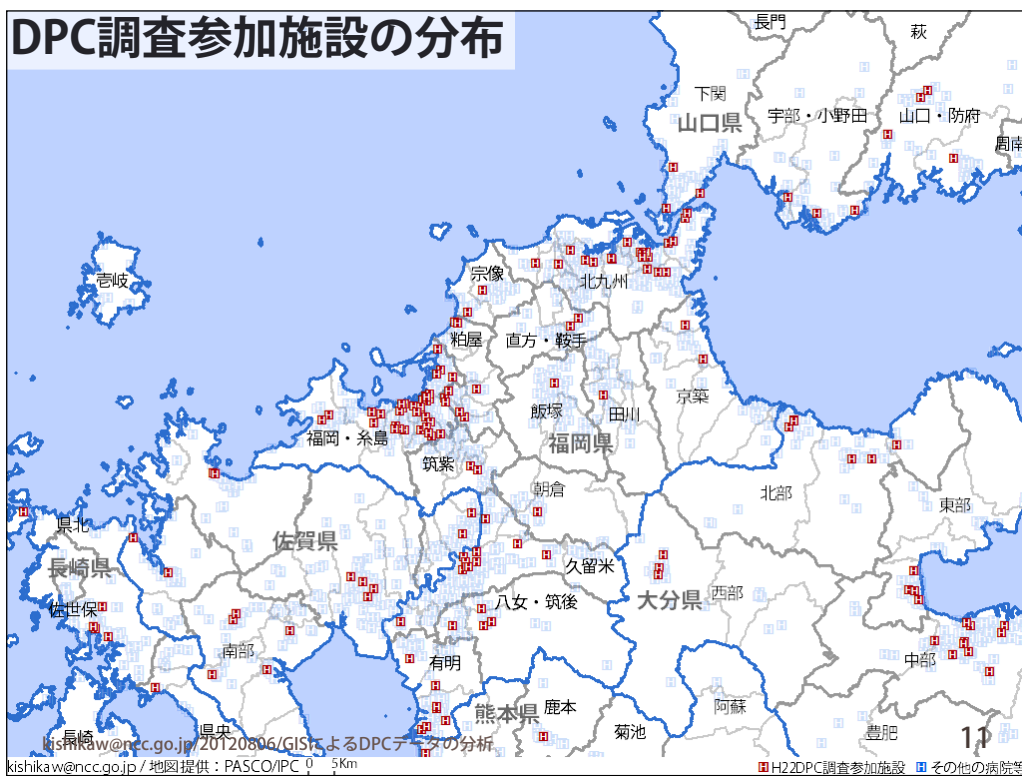 DPC調査参加施設の分布
長門
萩
下関
山口県
宇部・小野田
山口・防府
周南
壱岐
宗像
北九州
粕屋
直方・鞍手
京築
飯塚
田川
福岡・糸島
福岡県
筑紫
朝倉
北部
東部
県北
佐賀県
長崎県
久留米
大分県
西部
佐世保
八女・筑後
南部
有明
中部
熊本県
鹿本
阿蘇
菊池
県央
長崎
豊肥
kishikaw@ncc.go.jp/20120806/GISによるDPCデータの分析
11
kishikaw@ncc.go.jp / 地図提供：PASCO/IPC 0 5Km
H H22DPC調査参加施設 H その他の病院等